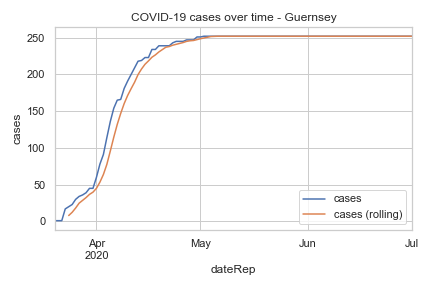 COVID-19 cases over time - Guernsey
250
200
150
100
50
0
cases
cases
cases (rolling)
Apr
2020
May
Jun
Jul
dateRep